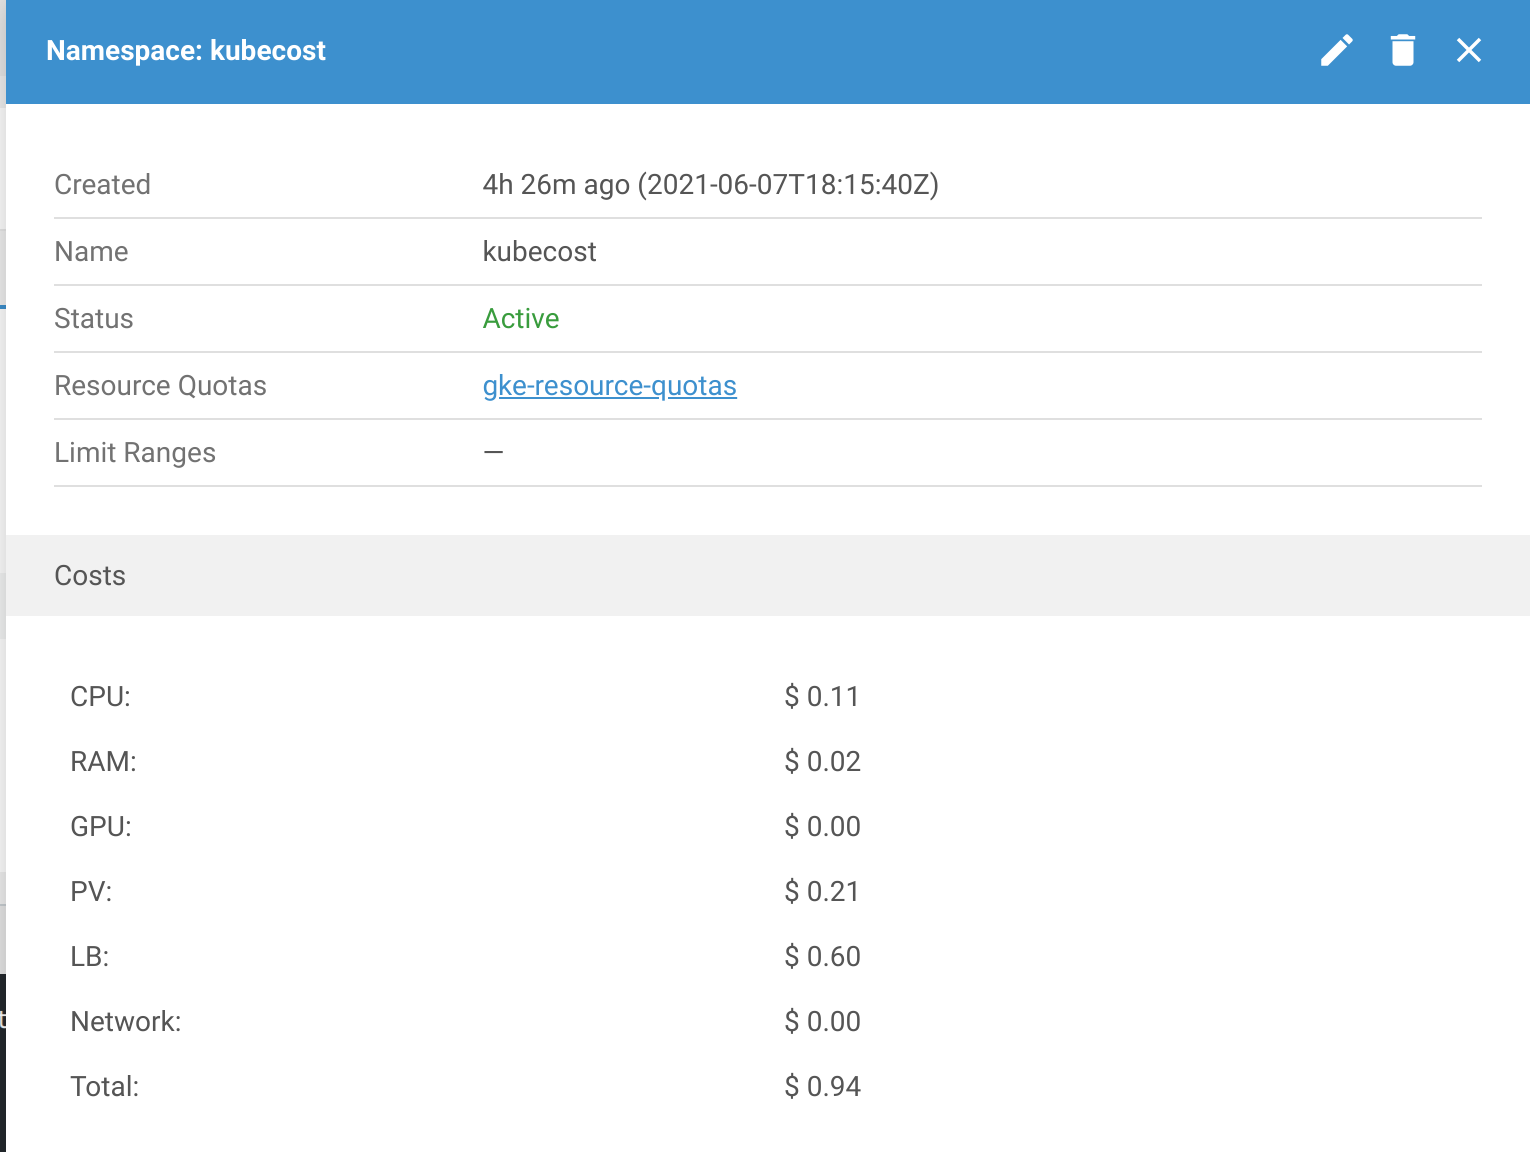 Namespace: kubecost
Created 4h 26m ago (2021-06-07T18:15:40Z)
Name kubecost
Status Active
Resource Quotas gke-resource-quotas
Limit Ranges —
Costs
CPU: $ 0.11
RAM: $ 0.02
GPU: $ 0.00
PV: $ 0.21
LB: $ 0.60
Network: $ 0.00
Total: $ 0.94